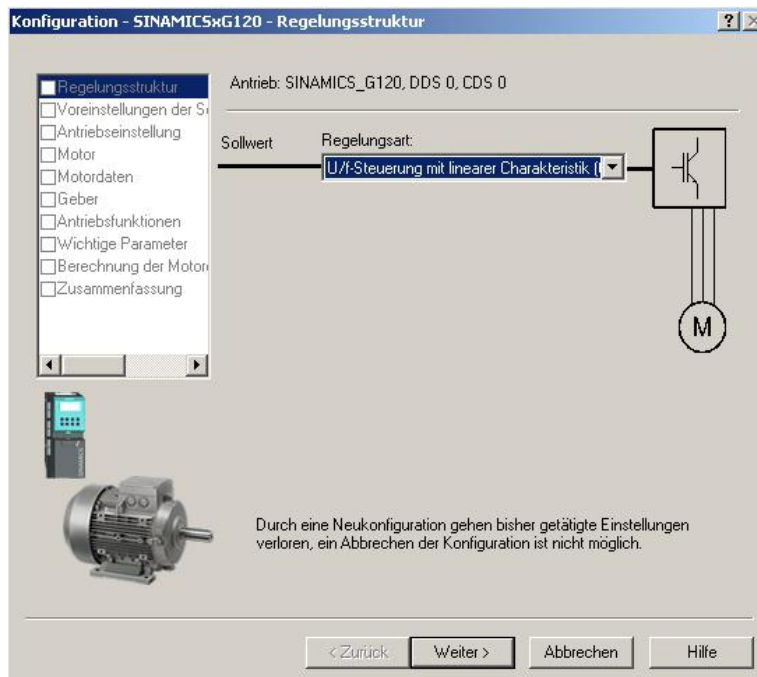 Konfiguration - SINAMICSxG120 - Regelungsstruktur
Regelungsstruktur
Voreinstellungen der S
Antriebseinstellung
Motor
Motordaten
Geber
Antriebsfunktionen
Wichtige Parameter
Berechnung der Motor
Zusammenfassung
Antrieb: SINAMICS_G120, DDS 0, CDS 0
Sollwert
Regelungsart:
U/f-Steuerung mit linearer Charakteristik (
M
SINAMICS
Durch eine Neukonfiguration gehen bisher getätigte Einstellungen
verloren, ein Abbrechen der Konfiguration ist nicht möglich.
< Zurück
Weiter >
Abbrechen
Hilfe